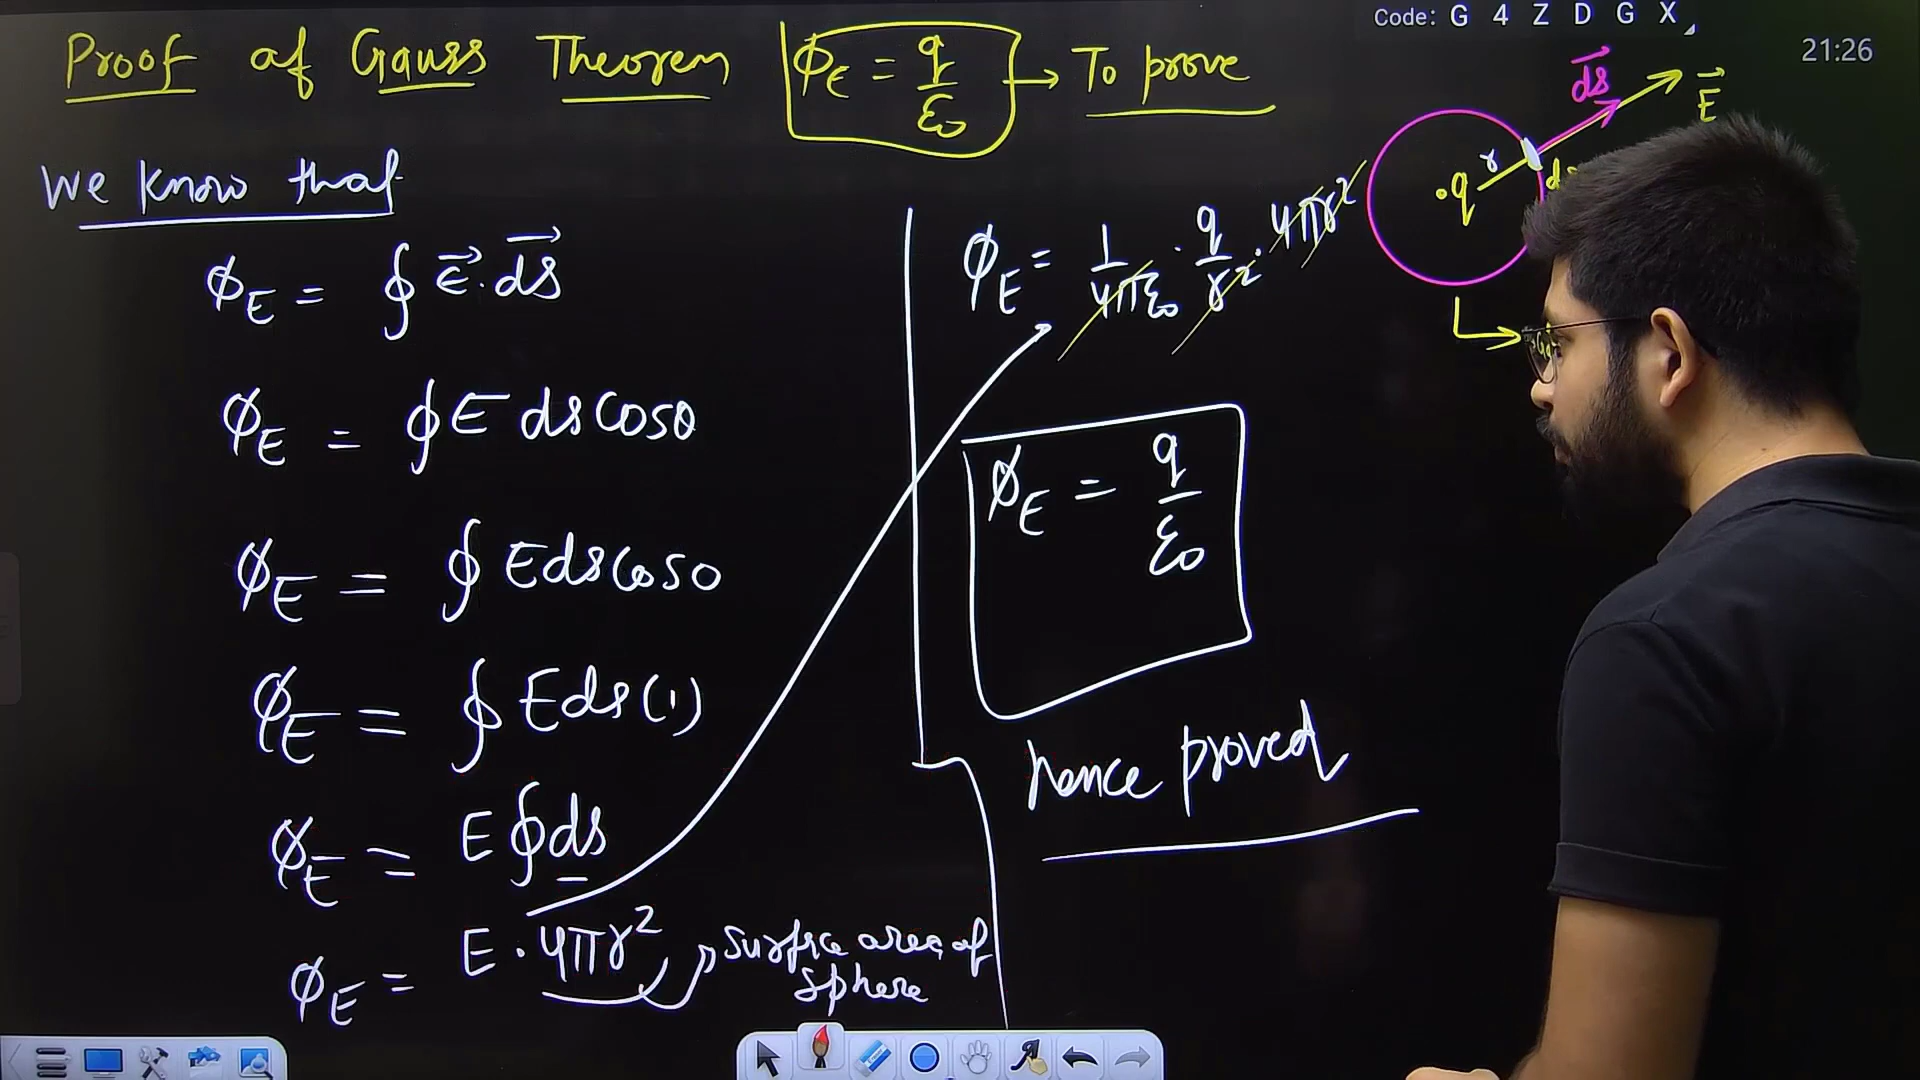 Code: G 4 Z D G X
21:26
Proof of Gauss Theorem ϕE = q/ε0 → To prove
ds E
r
q
We know that
ϕE = ∮ E . ds
ϕE = ∮ E ds cosθ
ϕE = ∮ E ds cos0
ϕE = ∮ E ds (1)
ϕE = E ∮ ds
ϕE = E . 4πr² surface area of
sphere
ϕE = 1/4πε0 . q/r² . 4πr²
ϕE = q/ε0
hence proved